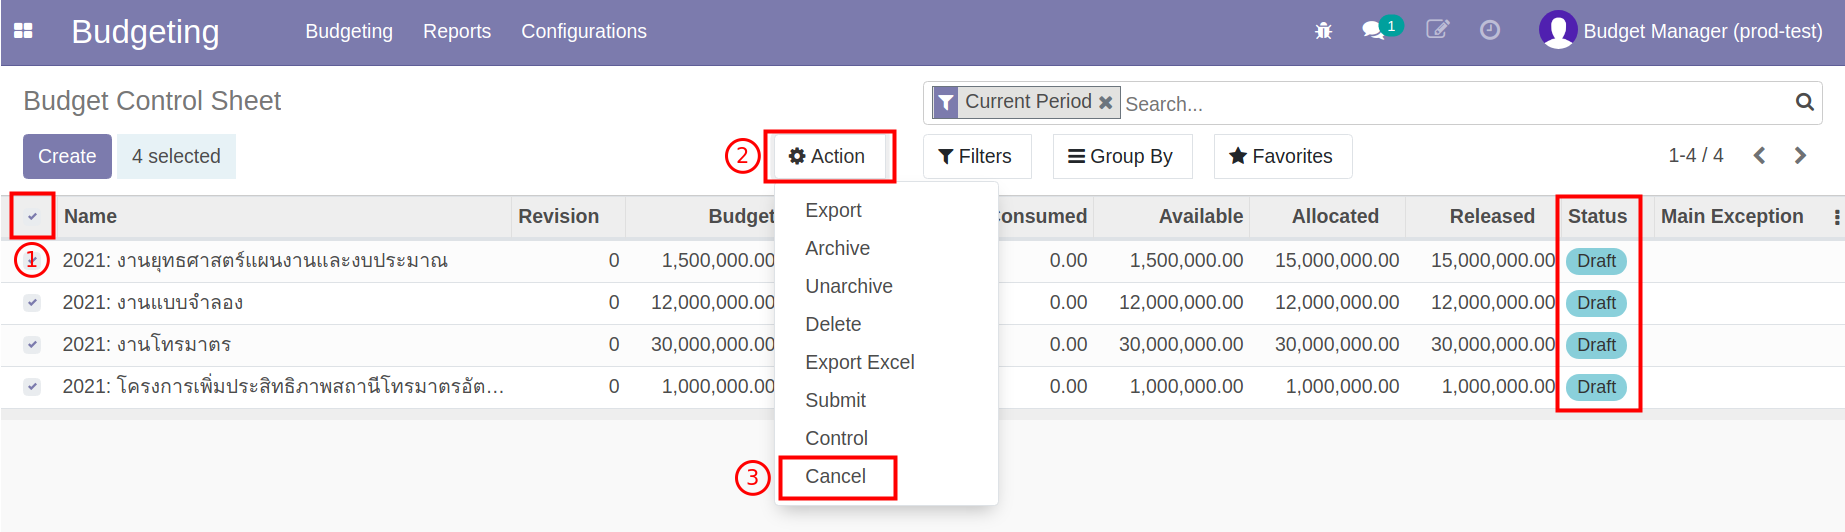 Budgeting Budgeting Reports Configurations 1 Budget Manager (prod-test)
Budget Control Sheet Current Period Search...
Create 4 selected 2 Action Filters Group By Favorites 1-4 / 4
Name Revision Budget onsumed Available Allocated Released Status Main Exception
1 2021: งานยุทธศาสตร์แผนงานและงบประมาณ 0 1,500,000.00 0.00 1,500,000.00 15,000,000.00 15,000,000.00 Draft
2021: งานแบบจำลอง 0 12,000,000.00 0.00 12,000,000.00 12,000,000.00 12,000,000.00 Draft
2021: งานโทรมาตร 0 30,000,000.00 0.00 30,000,000.00 30,000,000.00 30,000,000.00 Draft
2021: โครงการเพิ่มประสิทธิภาพสถานีโทรมาตรอัต... 0 1,000,000.00 0.00 1,000,000.00 1,000,000.00 1,000,000.00 Draft
Export
Archive
Unarchive
Delete
Export Excel
Submit
Control
3 Cancel